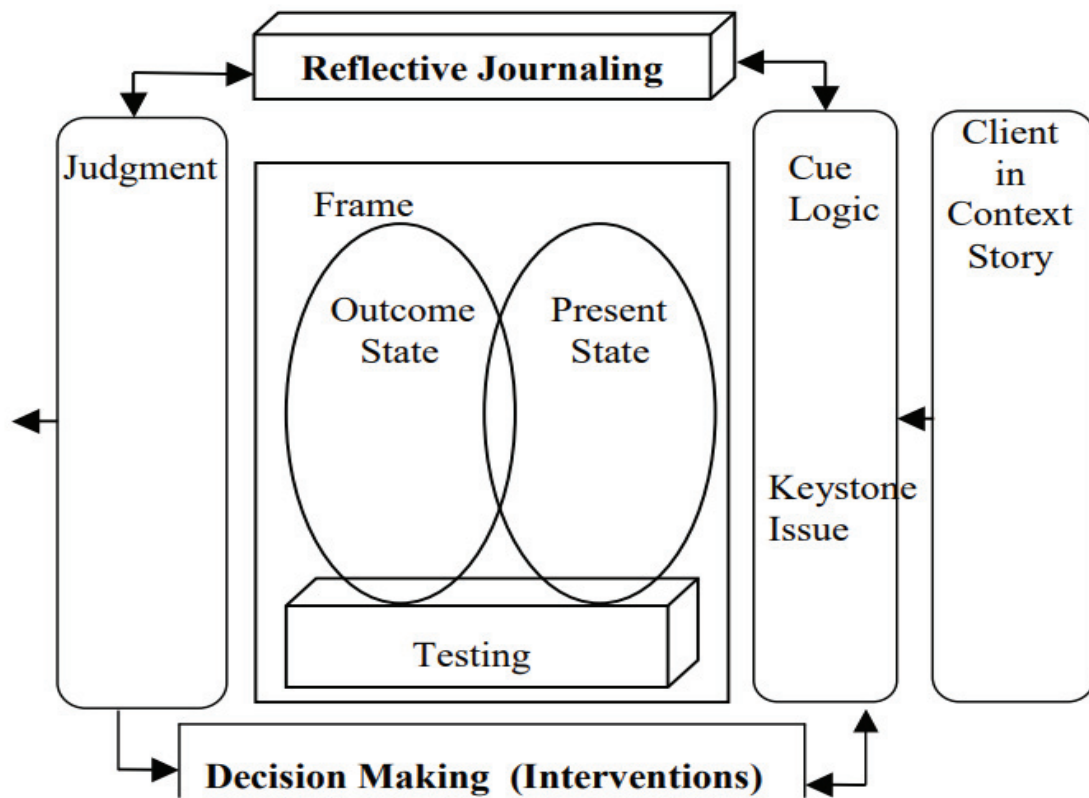 Reflective Journaling
Judgment
Frame
Outcome
State
Present
State
Testing
Cue
Logic
Keystone
Issue
Client
in
Context
Story
Decision Making (Interventions)